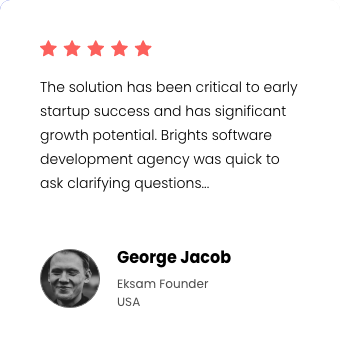 The solution has been critical to early
startup success and has significant
growth potential. Brights software
development agency was quick to
ask clarifying questions...
George Jacob
Eksam Founder
USA